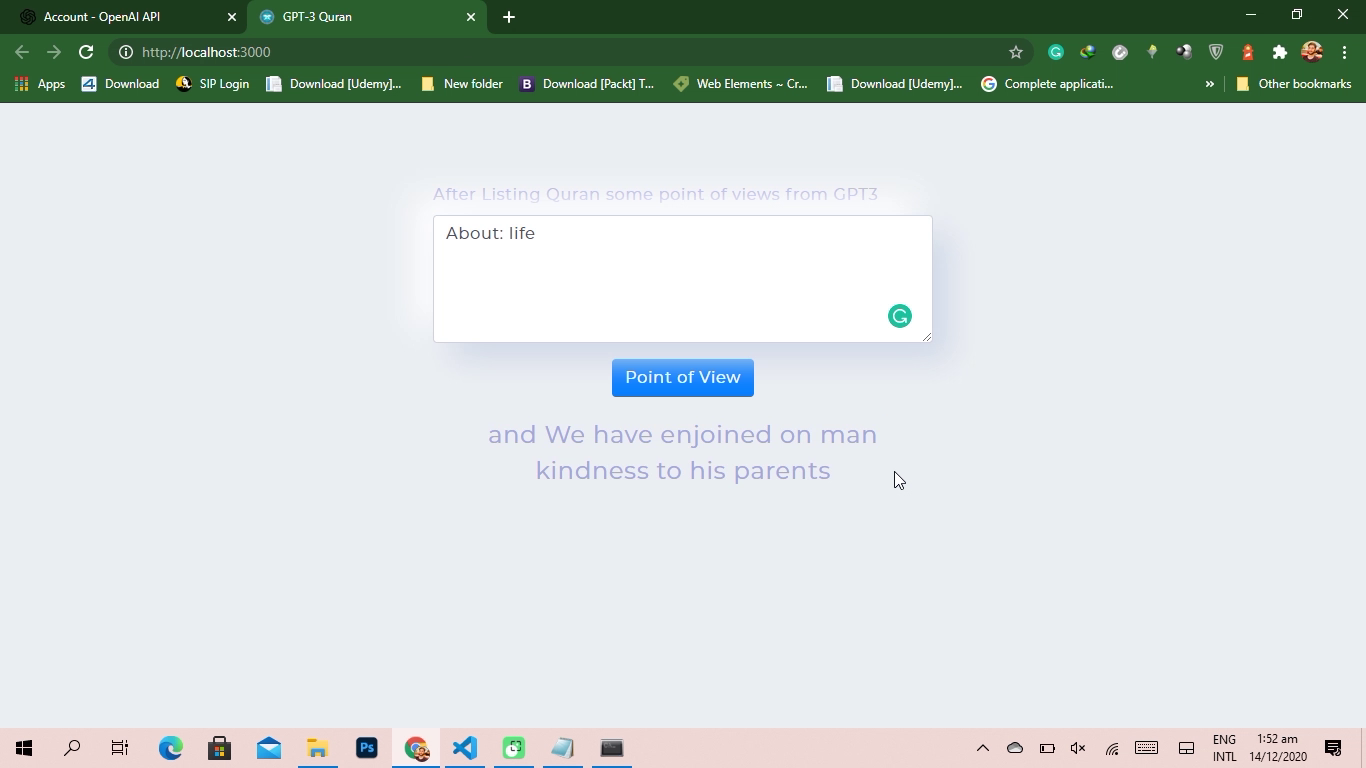 Account - OpenAI API
GPT-3 Quran
http://localhost:3000
Apps
Download
SIP Login
Download [Udemy]...
New folder
Download [Packt] T...
Web Elements ~ Cr...
Download [Udemy]...
Complete applicati...
»
Other bookmarks
After Listing Quran some point of views from GPT3
About: life
Point of View
and We have enjoined on man
kindness to his parents
Ps
ENG
INTL
1:52 am
14/12/2020